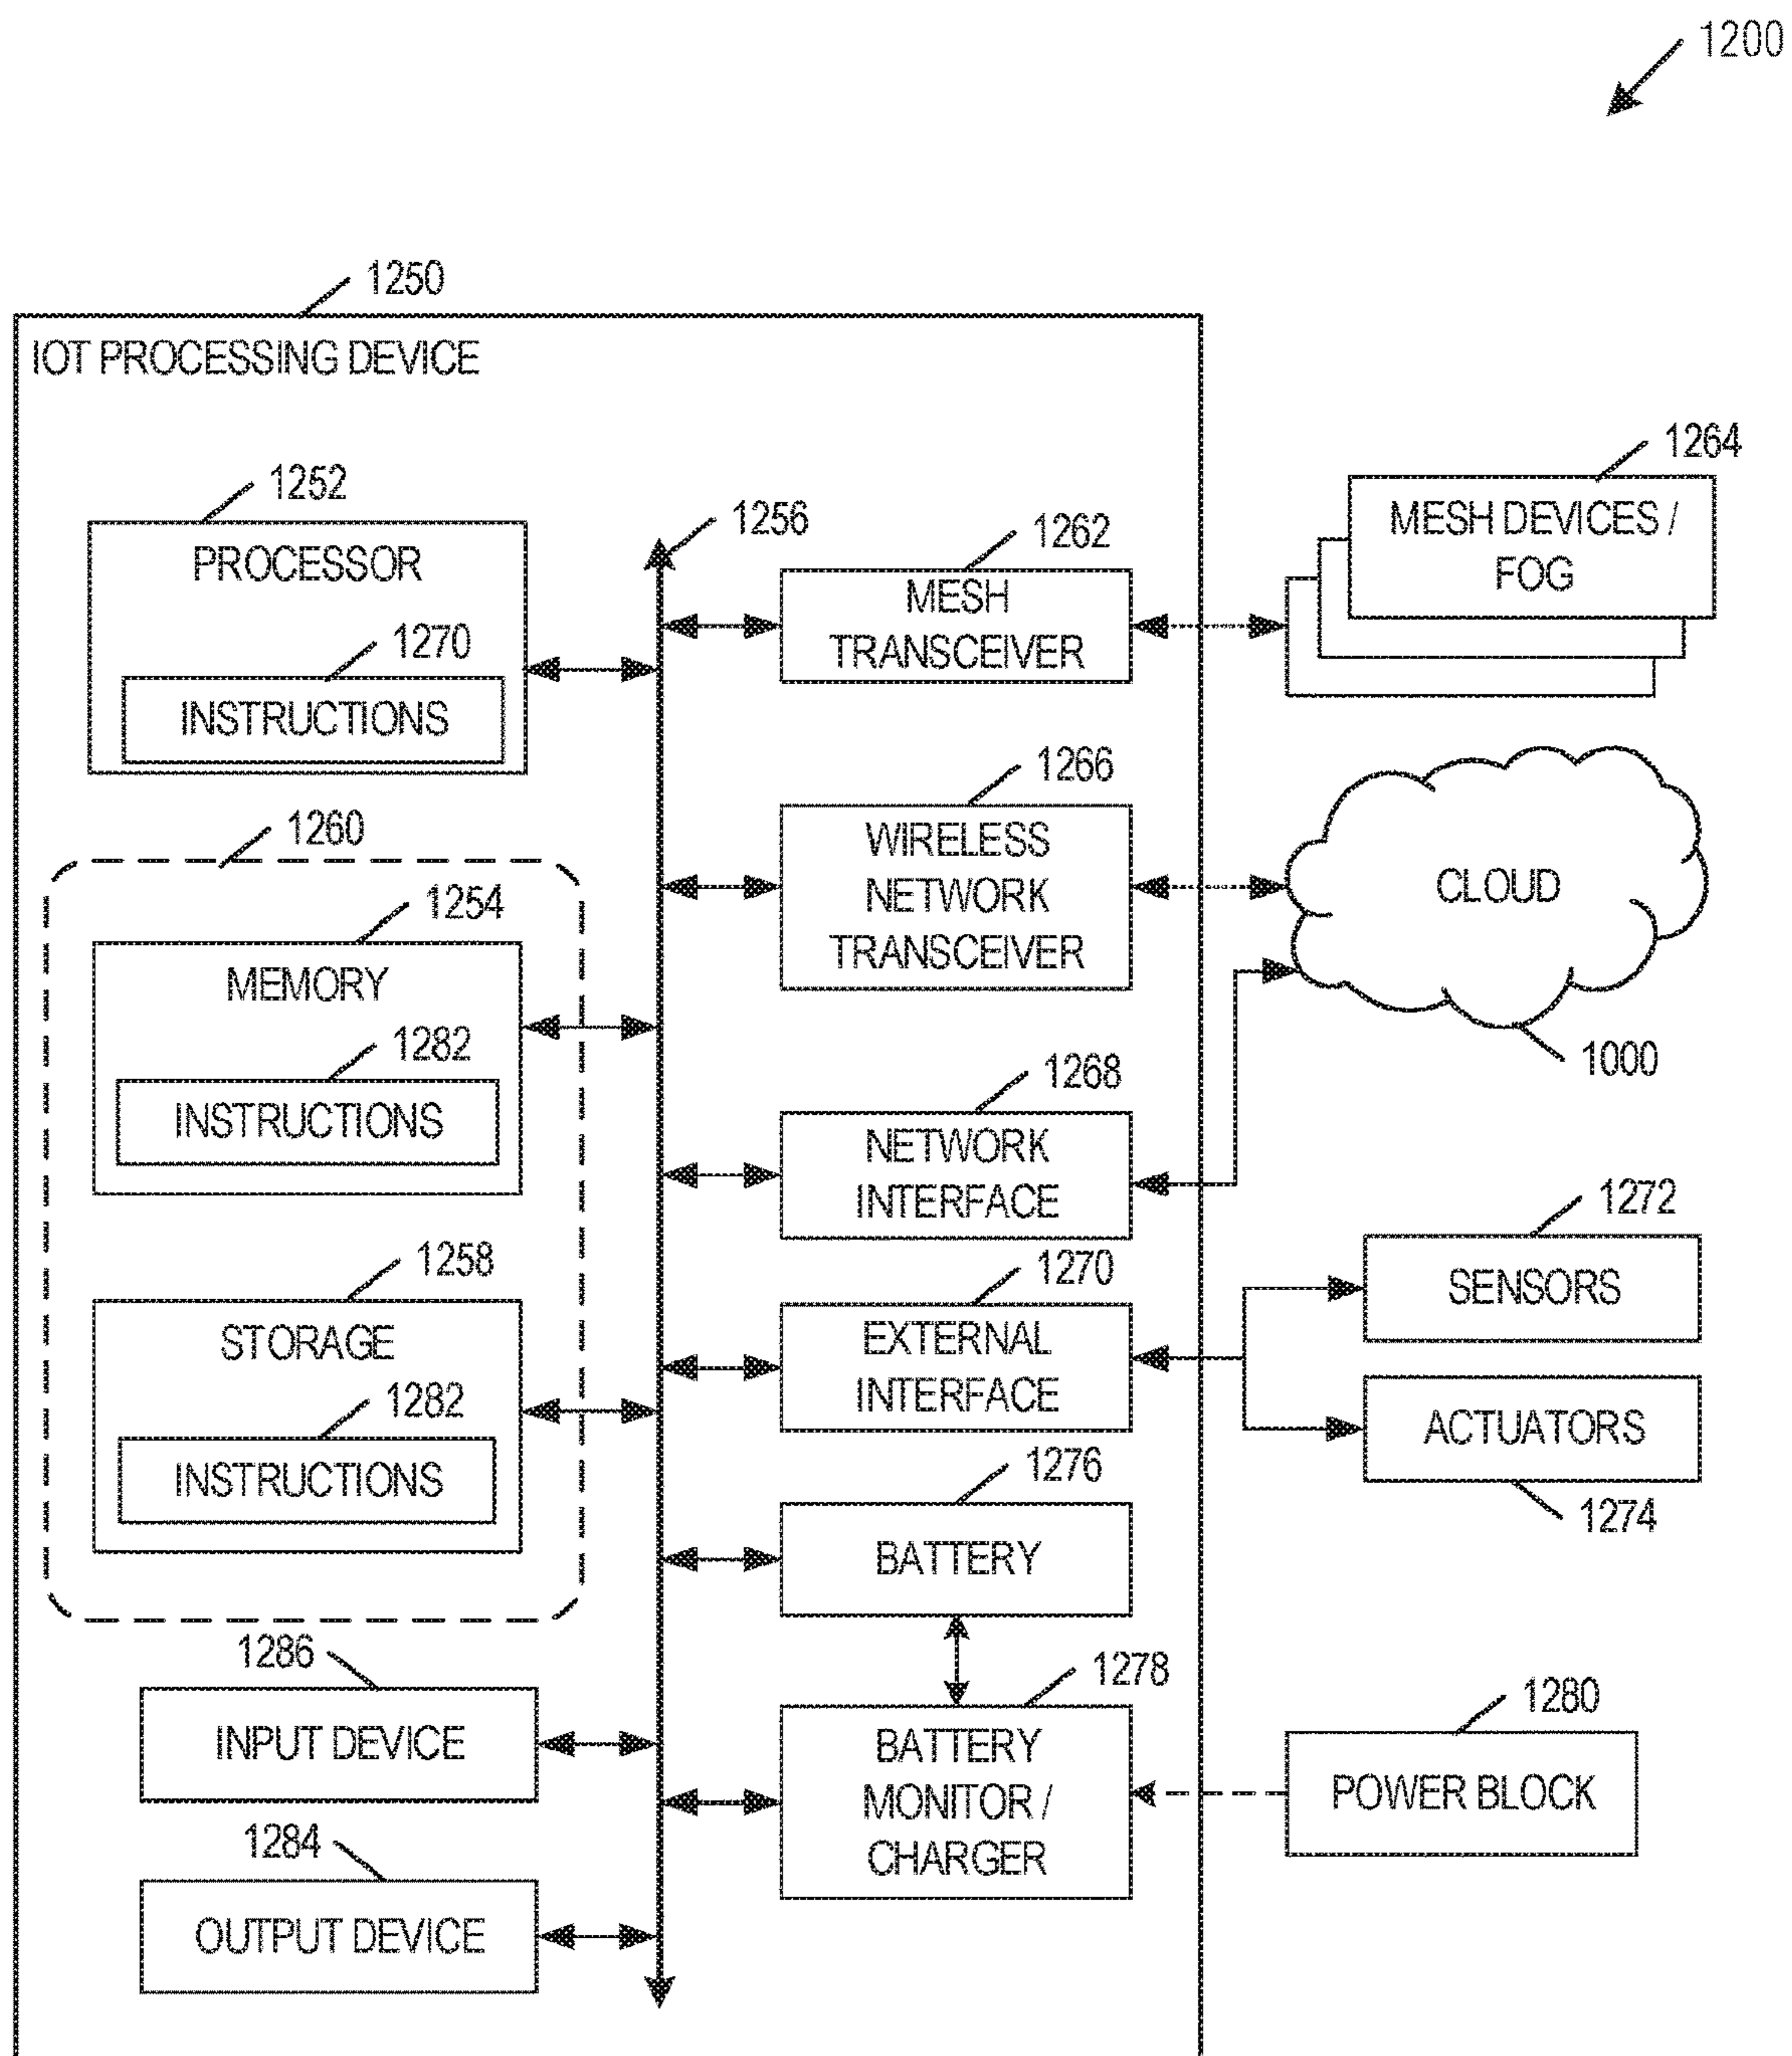 1200
1250
IOT PROCESSING DEVICE
1252
PROCESSOR
1270
INSTRUCTIONS
1260
1254
MEMORY
1282
INSTRUCTIONS
1258
STORAGE
1282
INSTRUCTIONS
1286
INPUT DEVICE
1284
OUTPUT DEVICE
1256
1262
MESH
TRANSCEIVER
1266
WIRELESS
NETWORK
TRANSCEIVER
1268
NETWORK
INTERFACE
1270
EXTERNAL
INTERFACE
1276
BATTERY
1278
BATTERY
MONITOR /
CHARGER
1264
MESH DEVICES /
FOG
CLOUD
1000
1272
SENSORS
ACTUATORS
1274
1280
POWER BLOCK